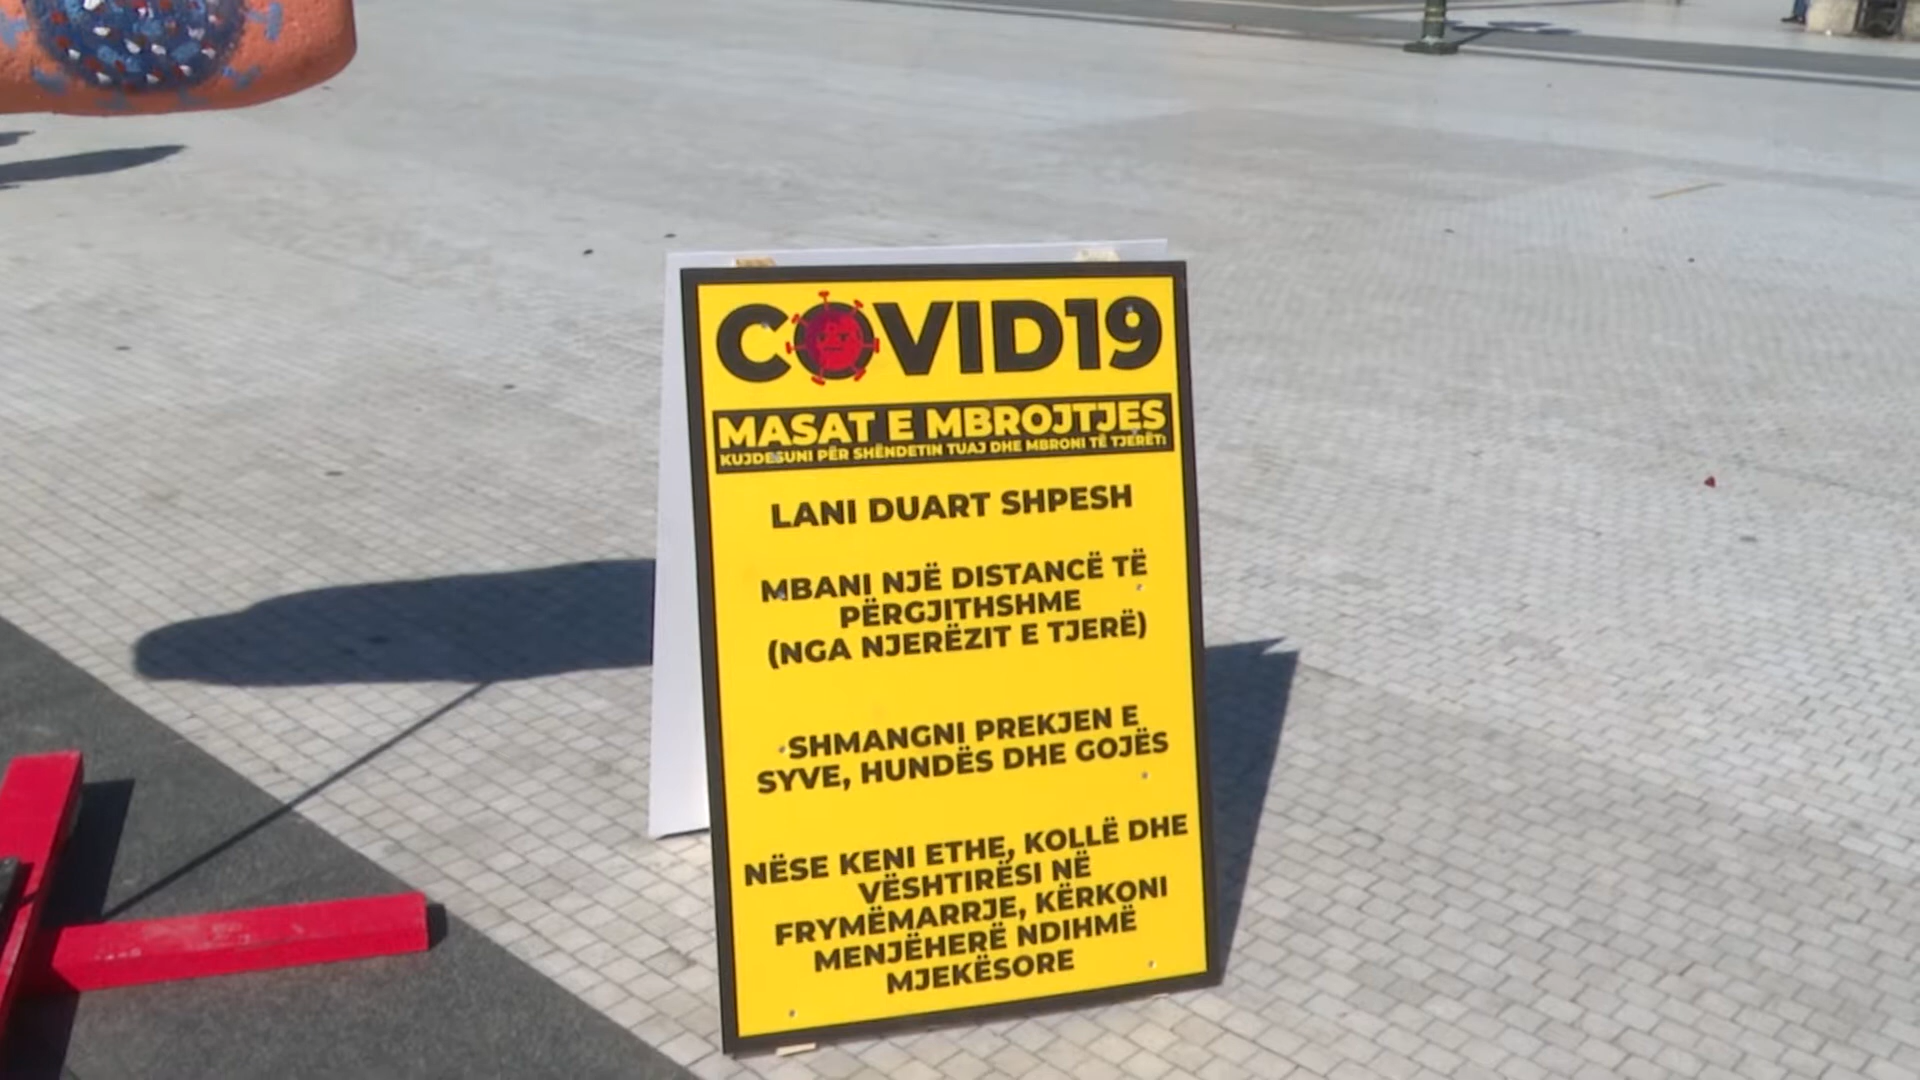 COVID19
MASAT E MBROJTJES
KUJDESUNI PËR SHËNDETIN TUAJ DHE MBRONI TË TJERËT!
LANI DUART SHPESH
MBANI NJË DISTANCË TË
PËRGJITHSHME
(NGA NJERËZIT E TJERË)
SHMANGNI PREKJEN E
SYVE, HUNDËS DHE GOJËS
NËSE KENI ETHE, KOLLË DHE
VËSHTIRËSI NË
FRYMËMARRJE, KËRKONI
MENJËHERË NDIHMË
MJEKËSORE